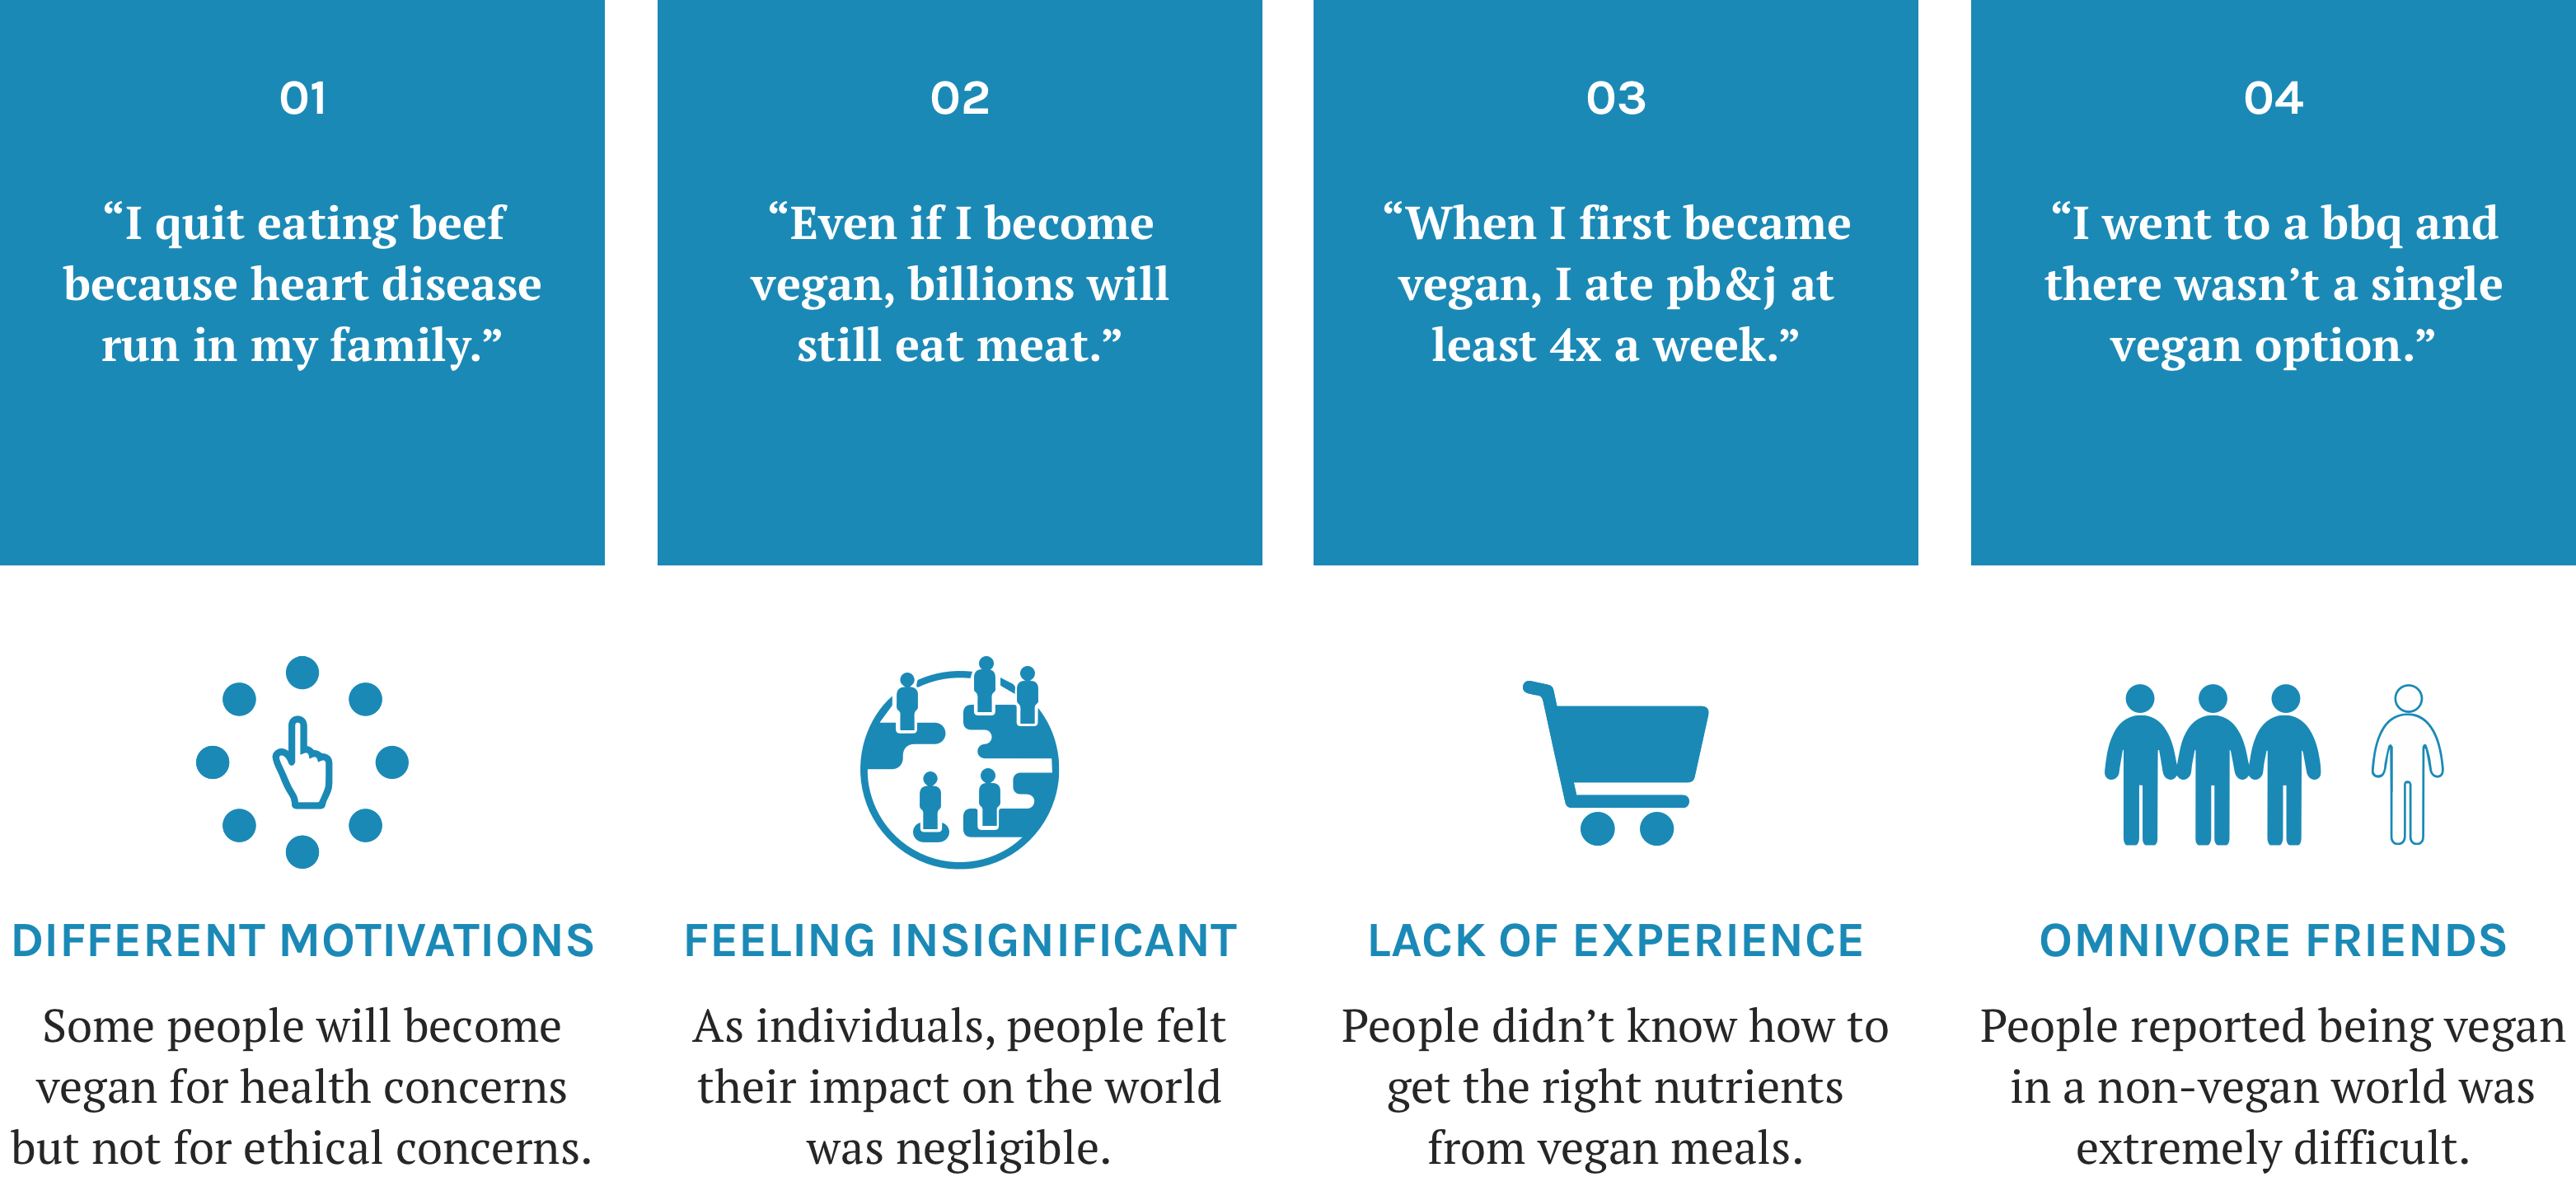 01
“I quit eating beef
because heart disease
run in my family.”
02
“Even if I become
vegan, billions will
still eat meat.”
03
“When I first became
vegan, I ate pb&j at
least 4x a week.”
04
“I went to a bbq and
there wasn’t a single
vegan option.”
DIFFERENT MOTIVATIONS
Some people will become
vegan for health concerns
but not for ethical concerns.
FEELING INSIGNIFICANT
As individuals, people felt
their impact on the world
was negligible.
LACK OF EXPERIENCE
People didn’t know how to
get the right nutrients
from vegan meals.
OMNIVORE FRIENDS
People reported being vegan
in a non-vegan world was
extremely difficult.